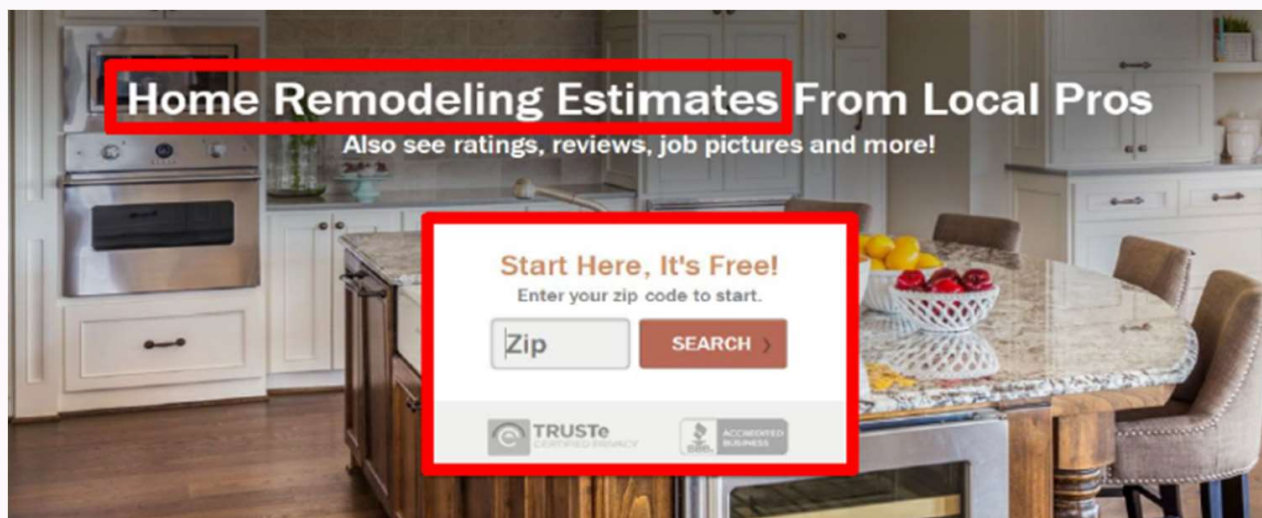 Home Remodeling Estimates From Local Pros
Also see ratings, reviews, job pictures and more!
Start Here, It's Free!
Enter your zip code to start.
Zip
SEARCH >
TRUSTe
CERTIFIED PRIVACY
BBB.
ACCREDITED
BUSINESS